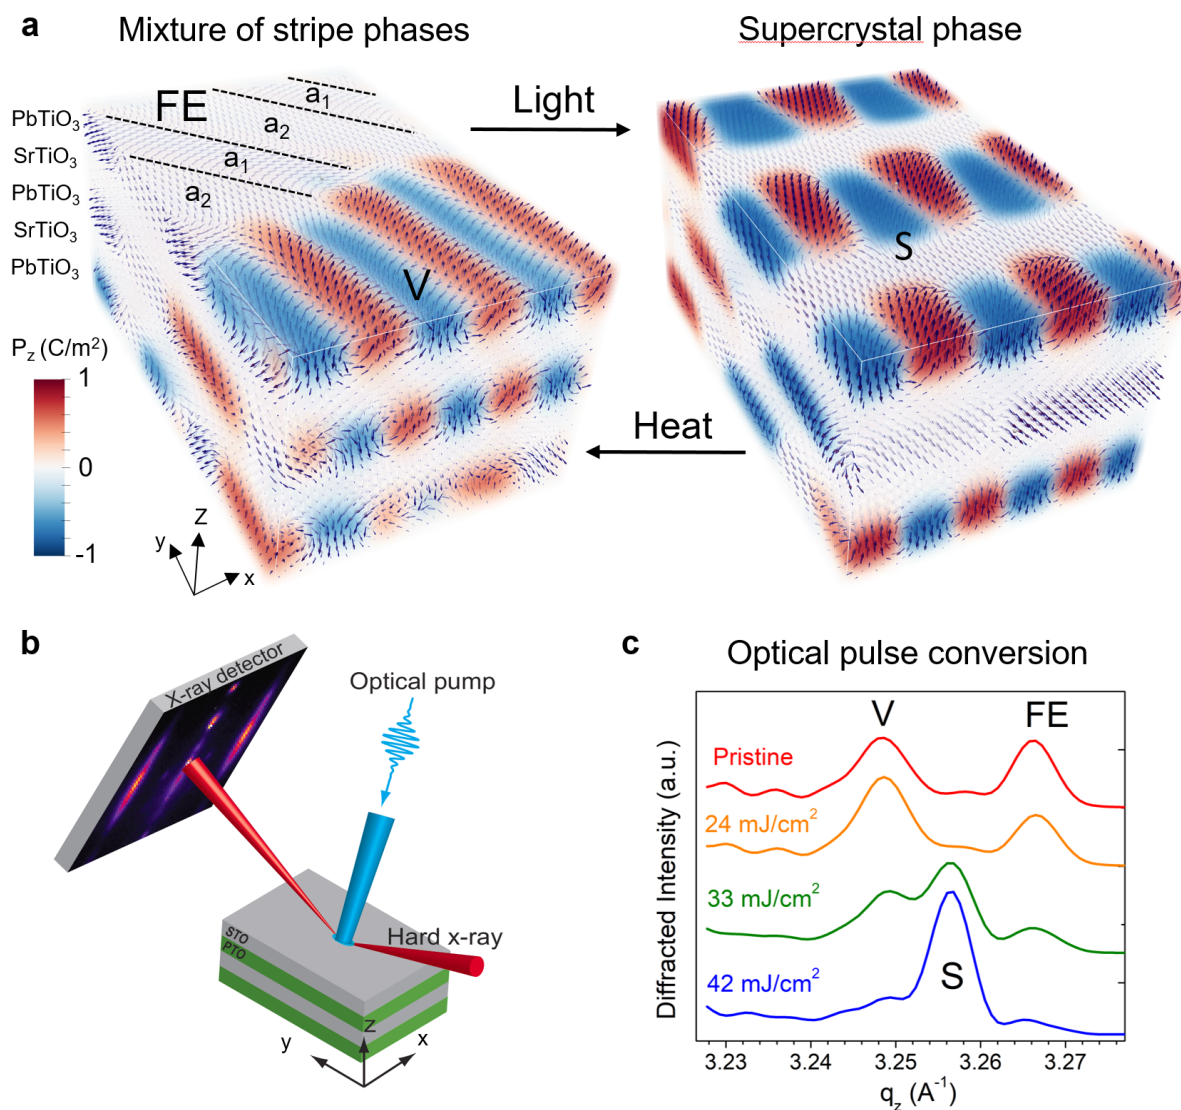 a
Mixture of stripe phases
Supercrystal phase
FE
a1
a2
a1
a2
V
PbTiO3
SrTiO3
PbTiO3
SrTiO3
PbTiO3
Light
S
Heat
Pz (C/m²)
1
0
-1
Z
y
x
b
X-ray detector
Optical pump
Hard x-ray
STO
PTO
Z
y
x
c
Optical pulse conversion
V
FE
Pristine
24 mJ/cm²
33 mJ/cm²
42 mJ/cm²
S
Diffracted Intensity (a.u.)
3.23
3.24
3.25
3.26
3.27
qz (A⁻¹)